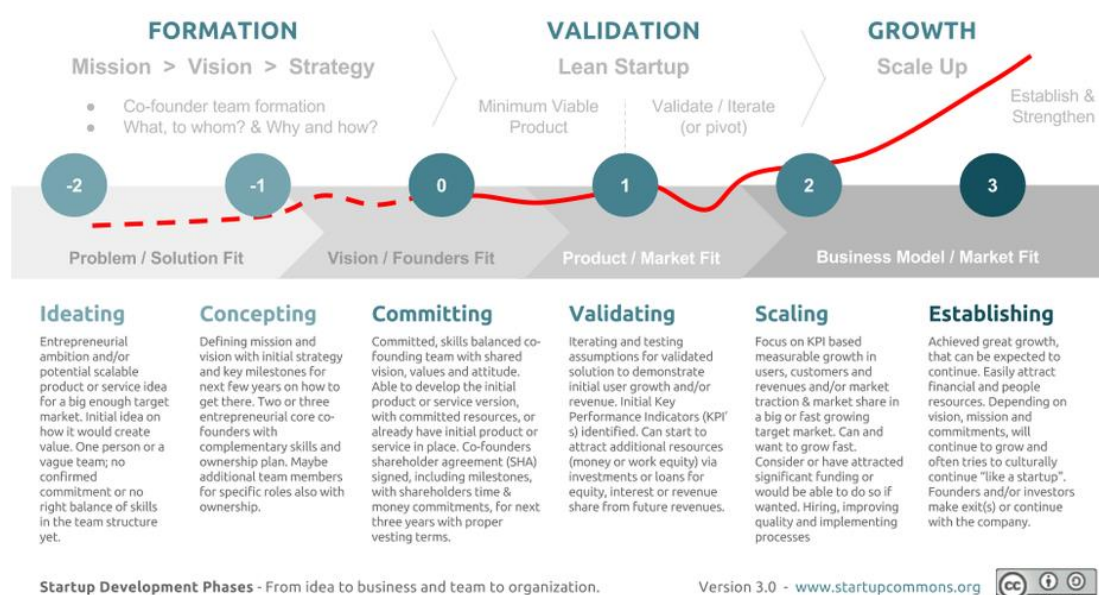 FORMATION
VALIDATION
GROWTH
Mission > Vision > Strategy
Lean Startup
Scale Up
● Co-founder team formation
● What, to whom? & Why and how?
Minimum Viable
Product
Validate / Iterate
(or pivot)
Establish &
Strengthen
-2
-1
0
1
2
3
Problem / Solution Fit
Vision / Founders Fit
Product / Market Fit
Business Model / Market Fit
Ideating
Entrepreneurial
ambition and/or
potential scalable
product or service idea
for a big enough target
market. Initial idea on
how it would create
value. One person or a
vague team; no
confirmed
commitment or no
right balance of skills
in the team structure
yet.
Concepting
Defining mission and
vision with initial strategy
and key milestones for
next few years on how to
get there. Two or three
entrepreneurial core co-
founders with
complementary skills and
ownership plan. Maybe
additional team members
for specific roles also with
ownership.
Committing
Committed, skills balanced co-
founding team with shared
vision, values and attitude.
Able to develop the initial
product or service version,
with committed resources, or
already have initial product or
service in place. Co-founders
shareholder agreement (SHA)
signed, including milestones,
with shareholders time &
money commitments, for next
three years with proper
vesting terms.
Validating
Iterating and testing
assumptions for validated
solution to demonstrate
initial user growth and/or
revenue. Initial Key
Performance Indicators (KPI'
s) identified. Can start to
attract additional resources
(money or work equity) via
investments or loans for
equity, interest or revenue
share from future revenues.
Scaling
Focus on KPI based
measurable growth in
users, customers and
revenues and/or market
traction & market share in
a big or fast growing
target market. Can and
want to grow fast.
Consider or have attracted
significant funding or
would be able to do so if
wanted. Hiring, improving
quality and implementing
processes
Establishing
Achieved great growth,
that can be expected to
continue. Easily attract
financial and people
resources. Depending on
vision, mission and
commitments, will
continue to grow and
often tries to culturally
continue "like a startup".
Founders and/or investors
make exit(s) or continue
with the company.
Startup Development Phases - From idea to business and team to organization.
Version 3.0 - www.startupcommons.org
cc